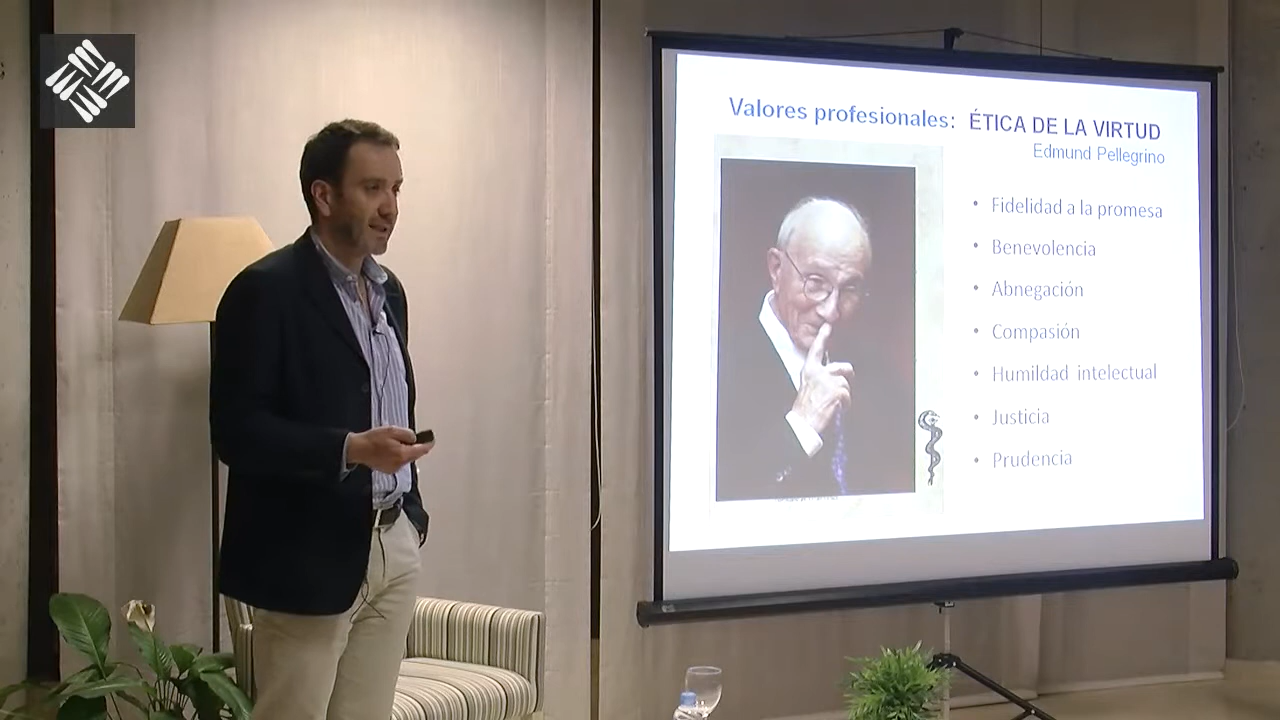 Valores profesionales: ÉTICA DE LA VIRTUD
Edmund Pellegrino
• Fidelidad a la promesa
• Benevolencia
• Abnegación
• Compasión
• Humildad intelectual
• Justicia
• Prudencia